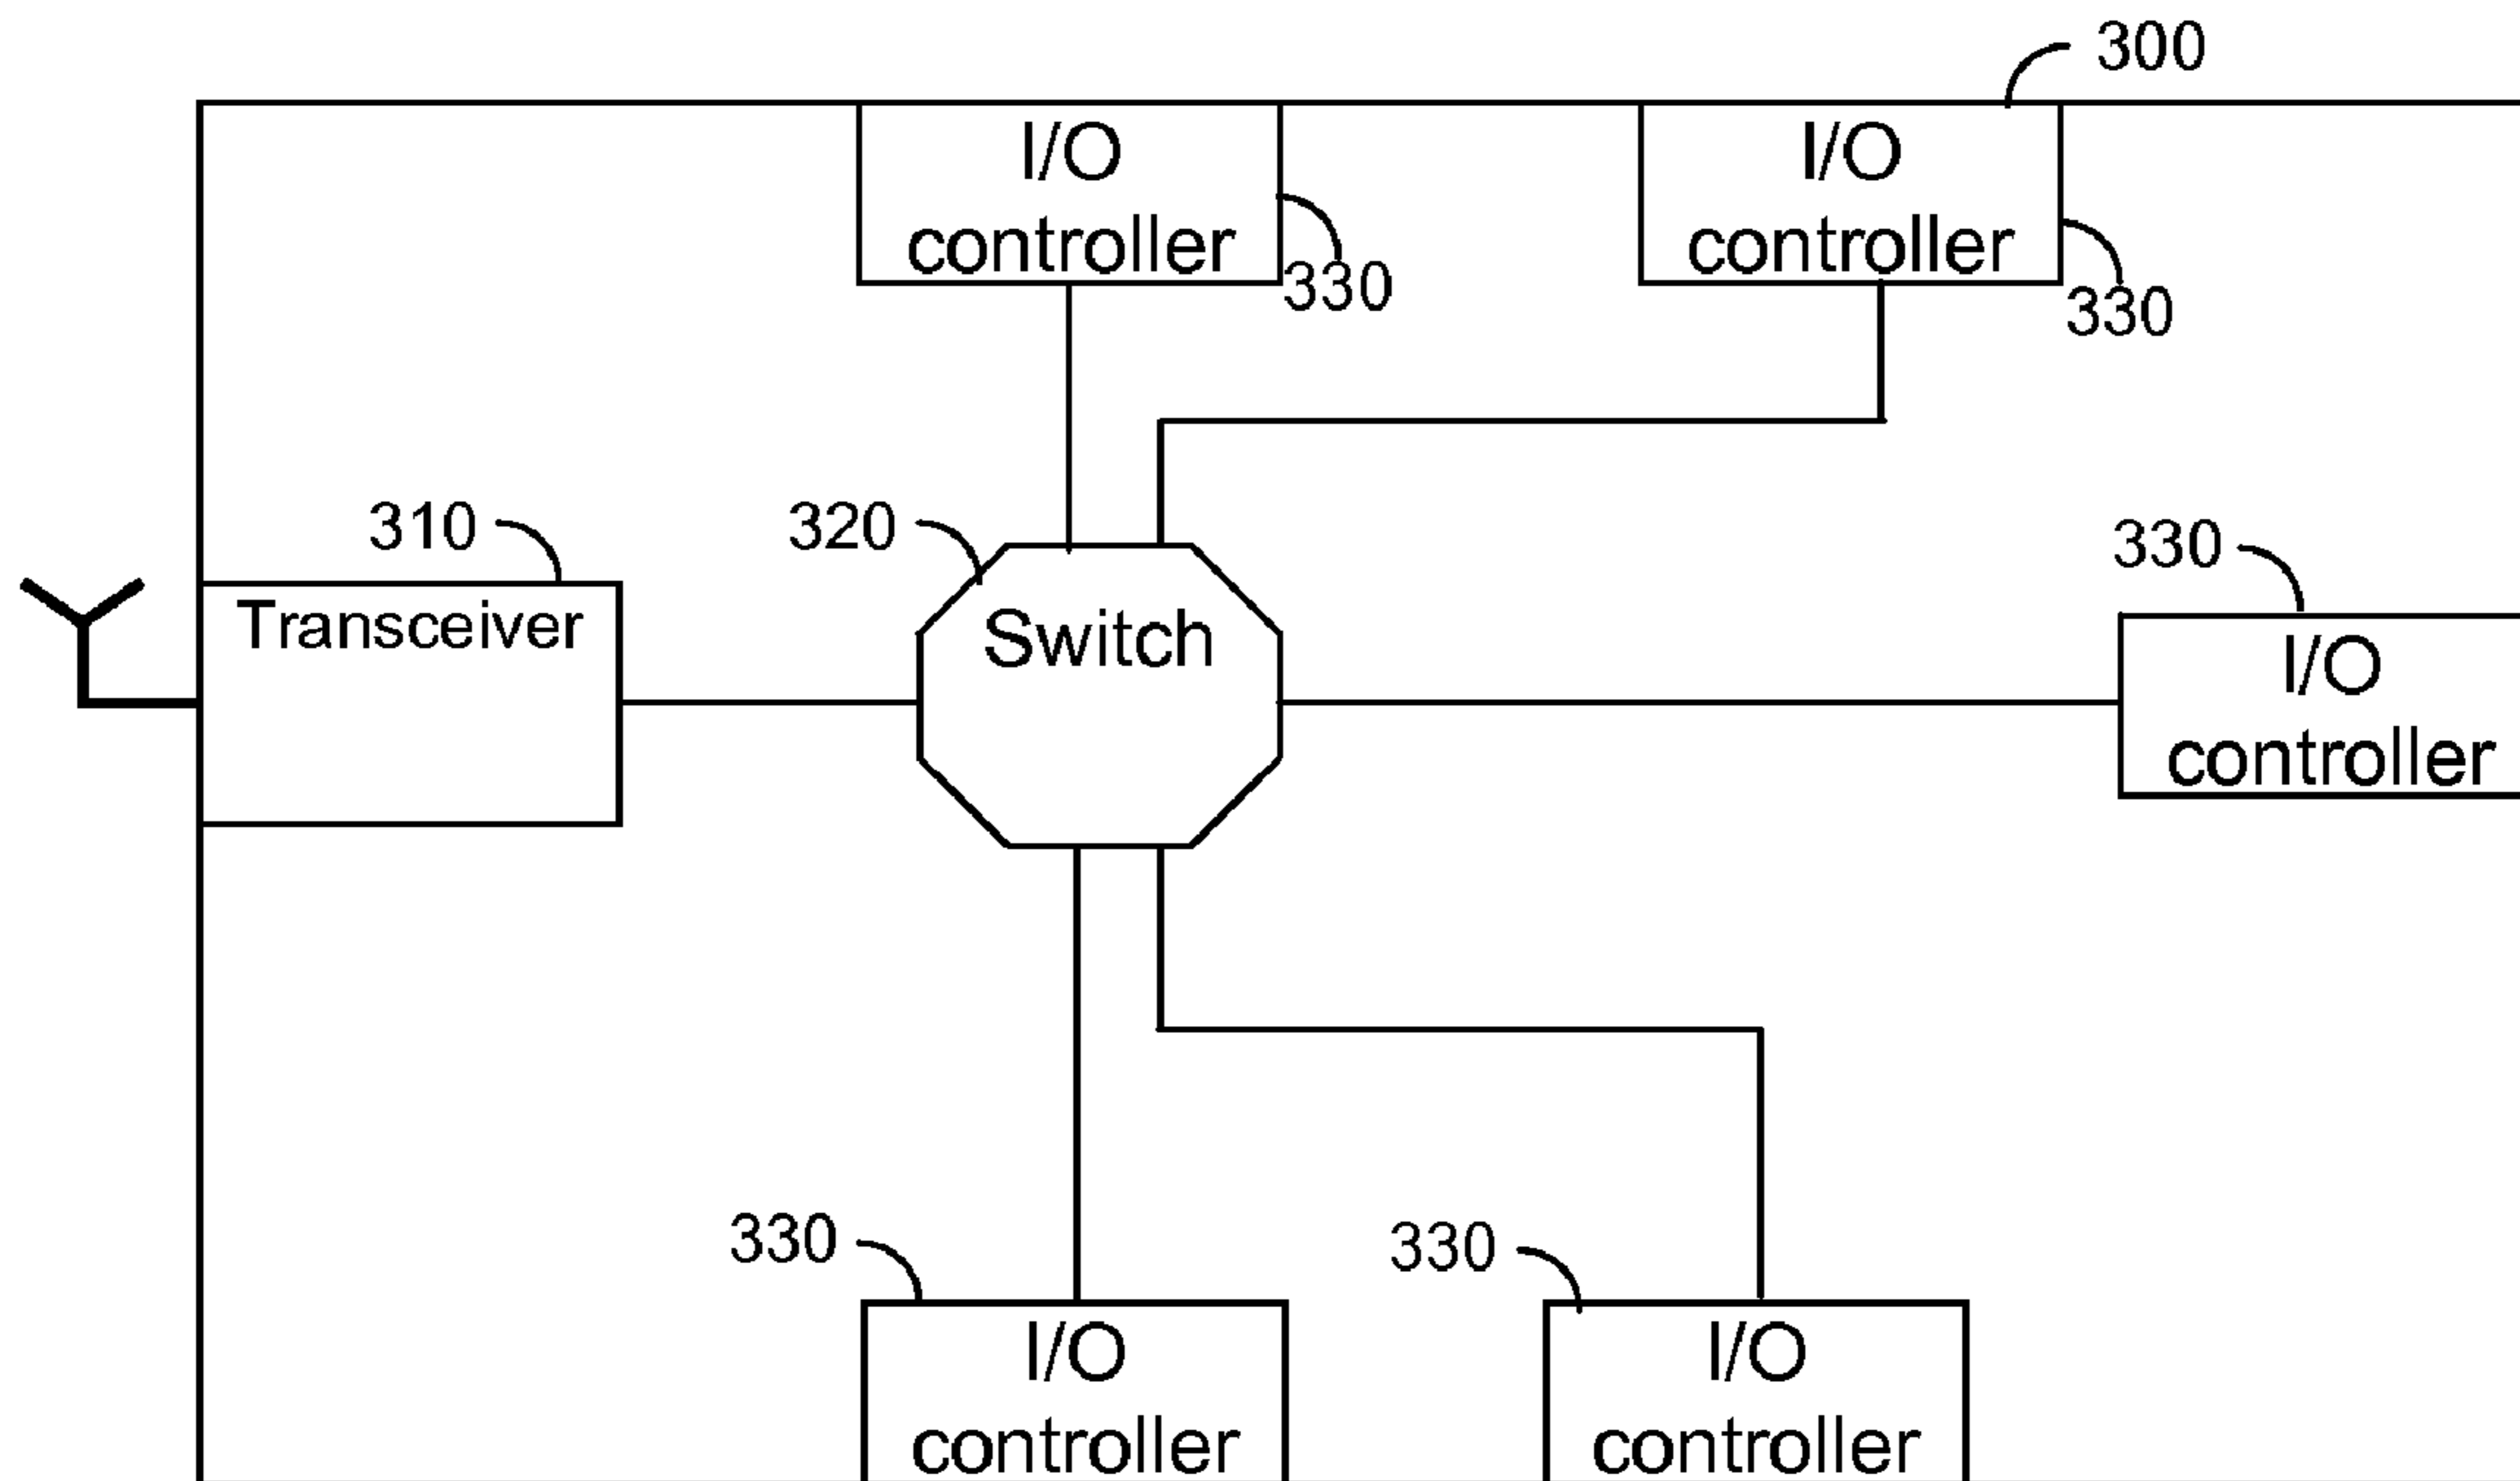 300
I/O
controller
330
I/O
controller
330
310
Transceiver
320
Switch
330
I/O
controller
330
I/O
controller
330
I/O
controller